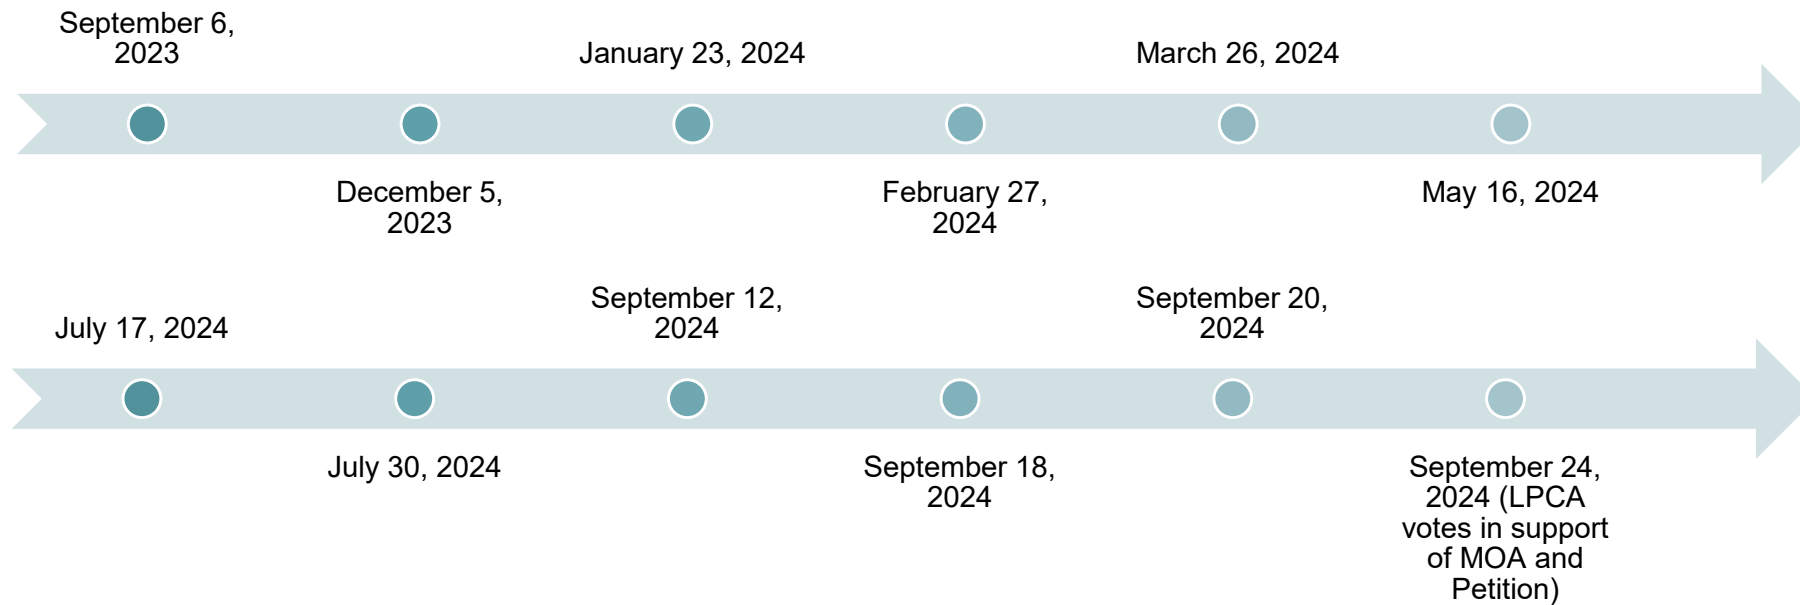 September 6,
2023
January 23, 2024
March 26, 2024
December 5,
2023
February 27,
2024
May 16, 2024
July 17, 2024
September 12,
2024
September 20,
2024
July 30, 2024
September 18,
2024
September 24,
2024 (LPCA
votes in support
of MOA and
Petition)